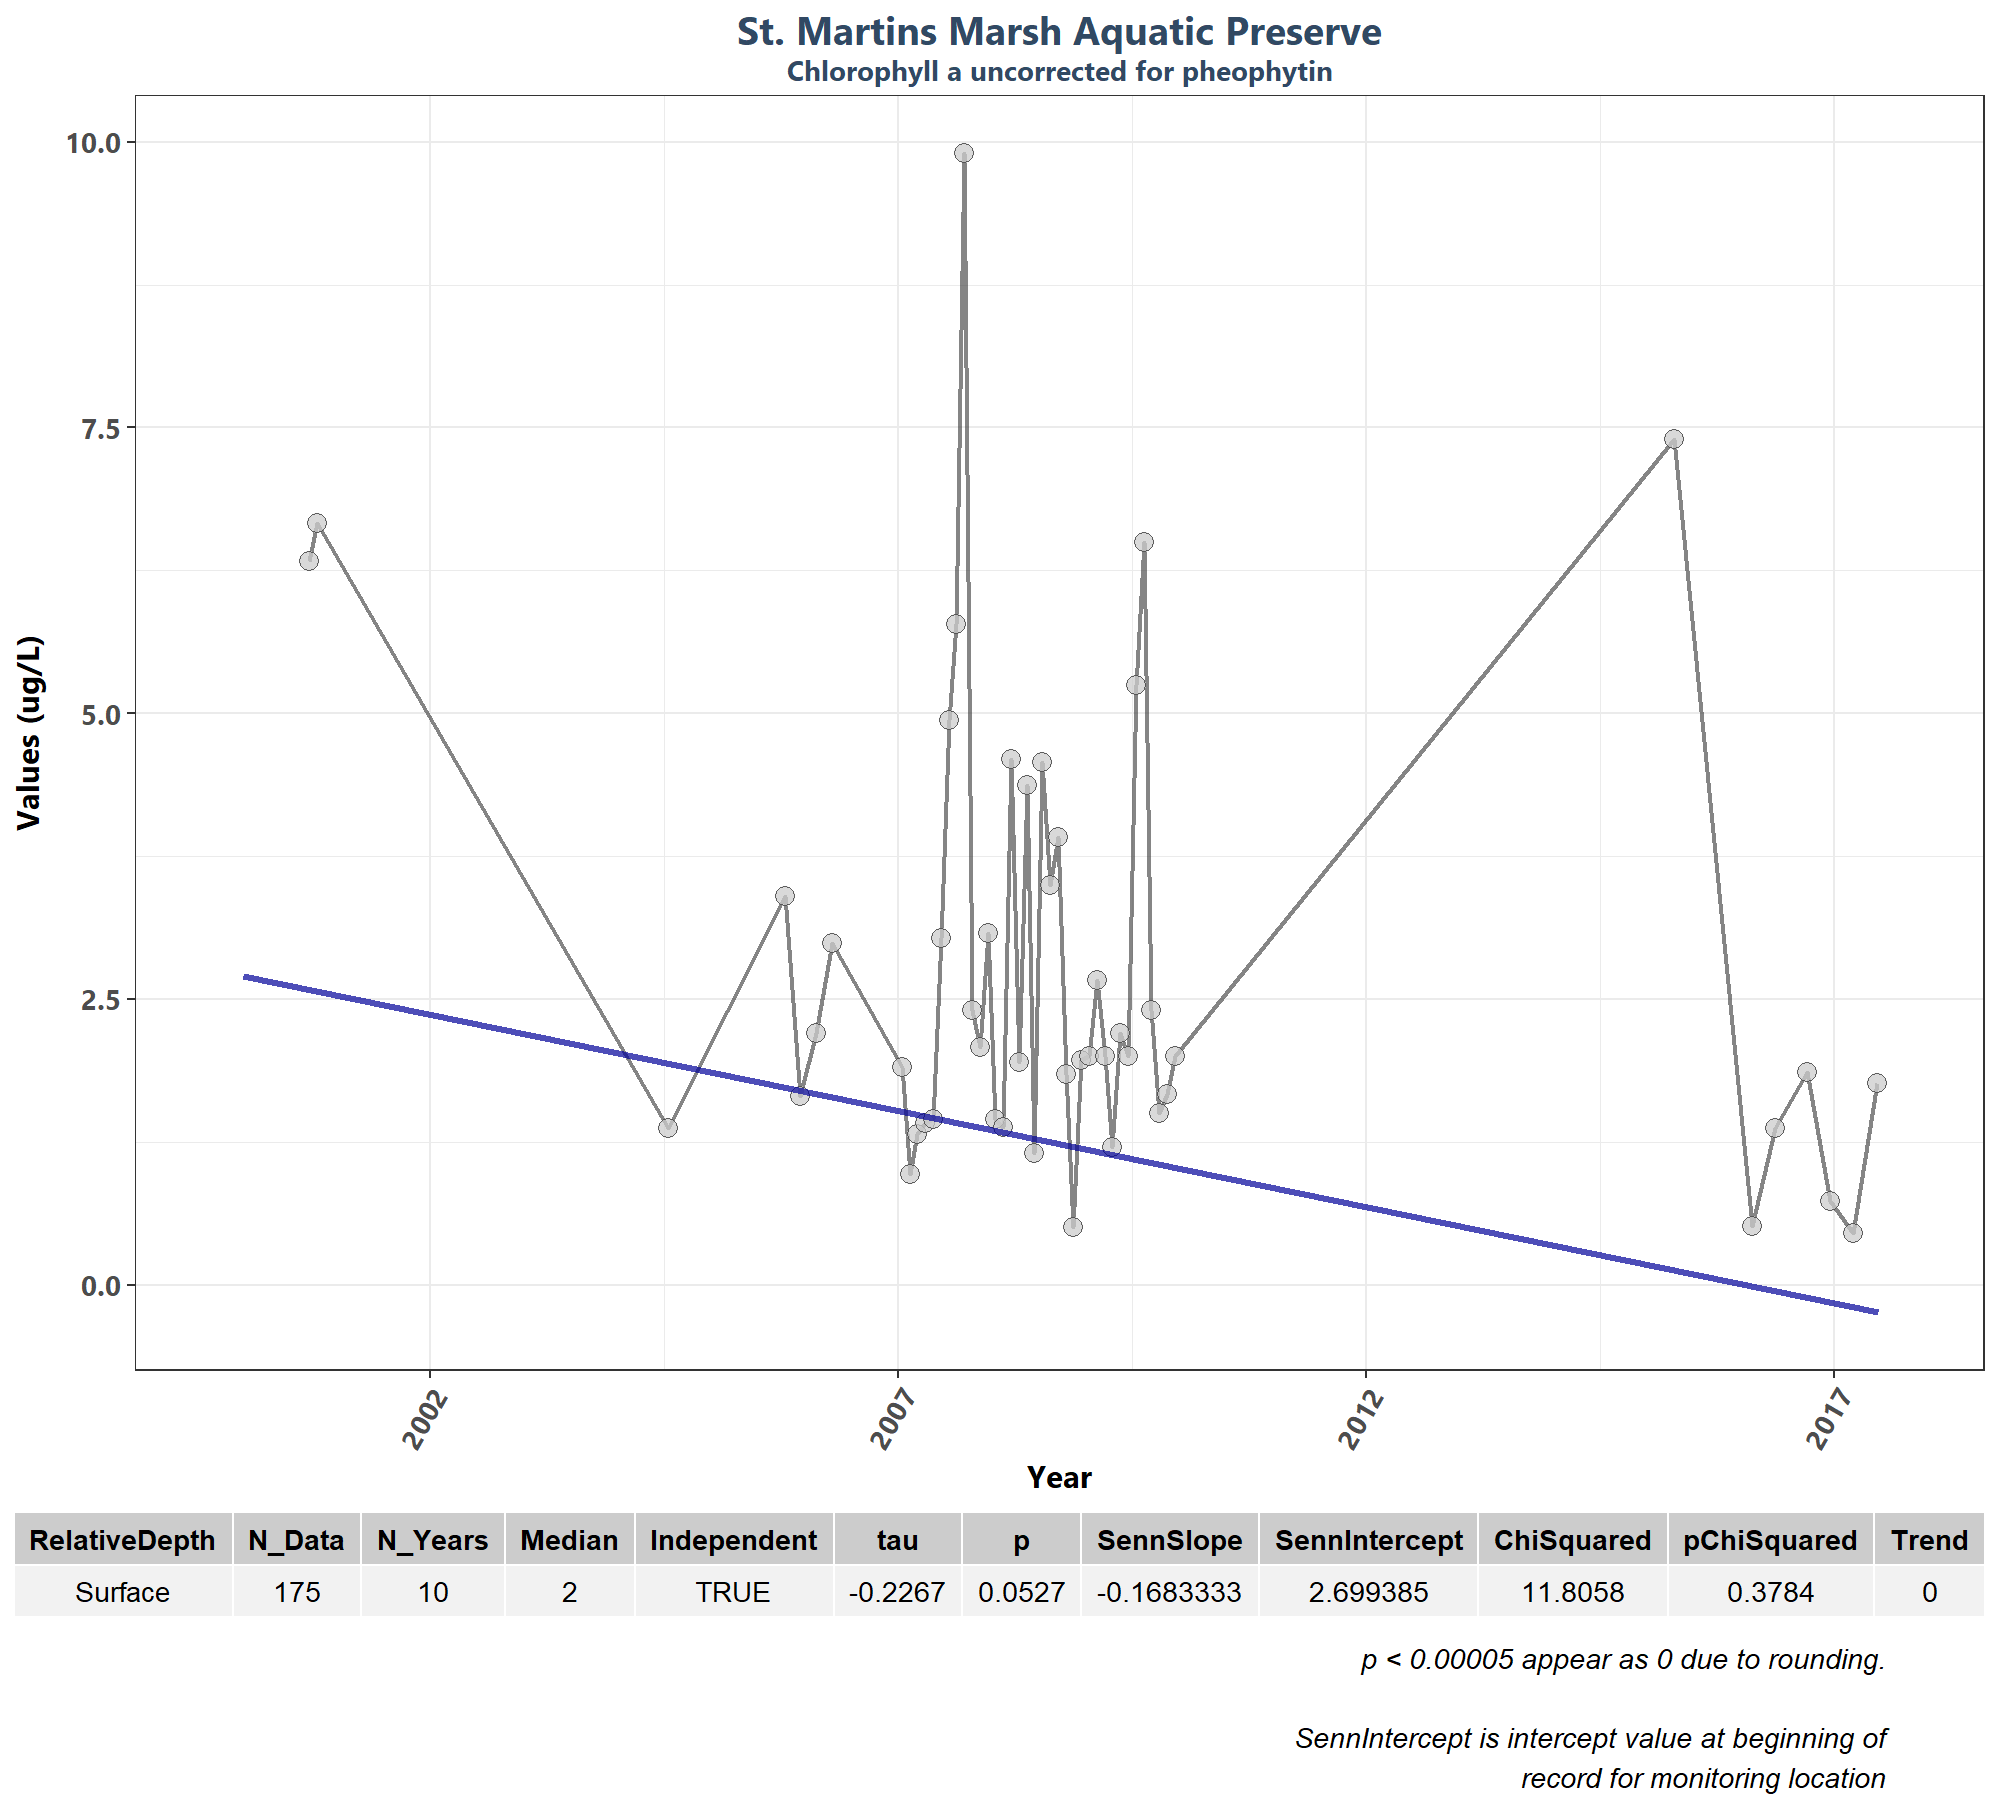 St. Martins Marsh Aquatic Preserve
Chlorophyll a uncorrected for pheophytin
Values (ug/L)
10.0
7.5
5.0
2.5
0.0
2002 2007 2012 2017
Year
RelativeDepth N_Data N_Years Median Independent tau p SennSlope SennIntercept ChiSquared pChiSquared Trend
Surface 175 10 2 TRUE -0.2267 0.0527 -0.1683333 2.699385 11.8058 0.3784 0
p < 0.00005 appear as 0 due to rounding.
SennIntercept is intercept value at beginning of
record for monitoring location